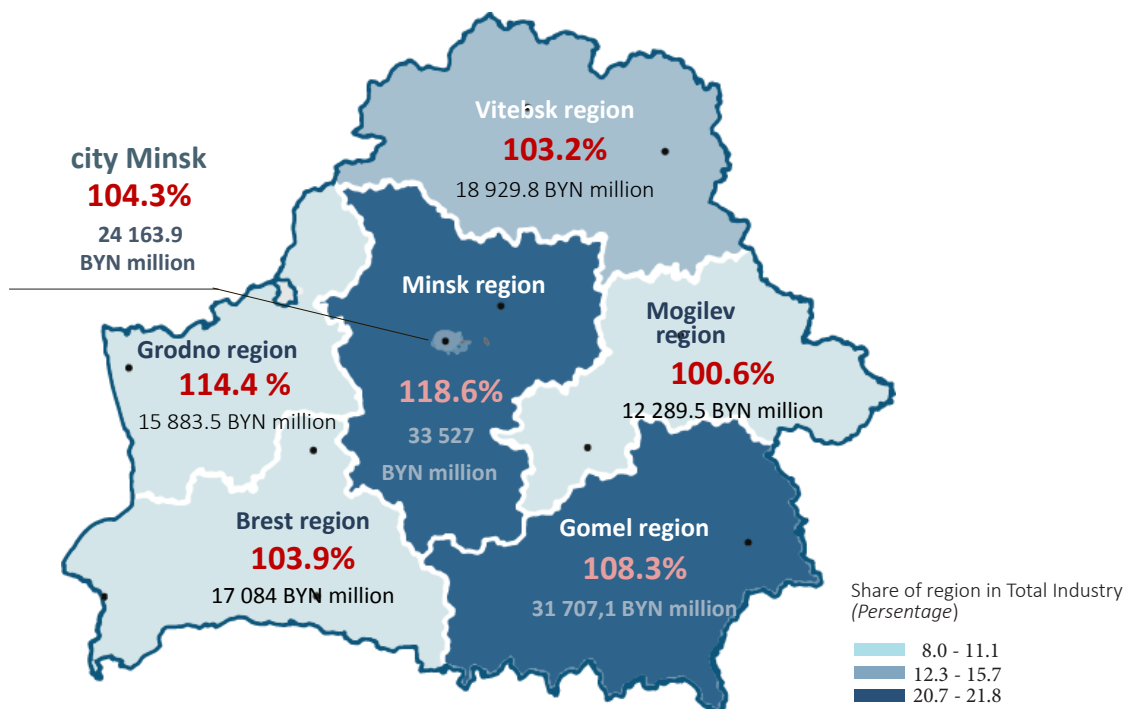 Vitebsk region
103.2%
18 929.8 BYN million
city Minsk
104.3%
24 163.9
BYN million
Minsk region
118.6%
33 527
BYN million
Mogilev
region
100.6%
12 289.5 BYN million
Grodno region
114.4 %
15 883.5 BYN million
Brest region
103.9%
17 084 BYN million
Gomel region
108.3%
31 707,1 BYN million
Share of region in Total Industry
(Percentage)
8.0 - 11.1
12.3 - 15.7
20.7 - 21.8